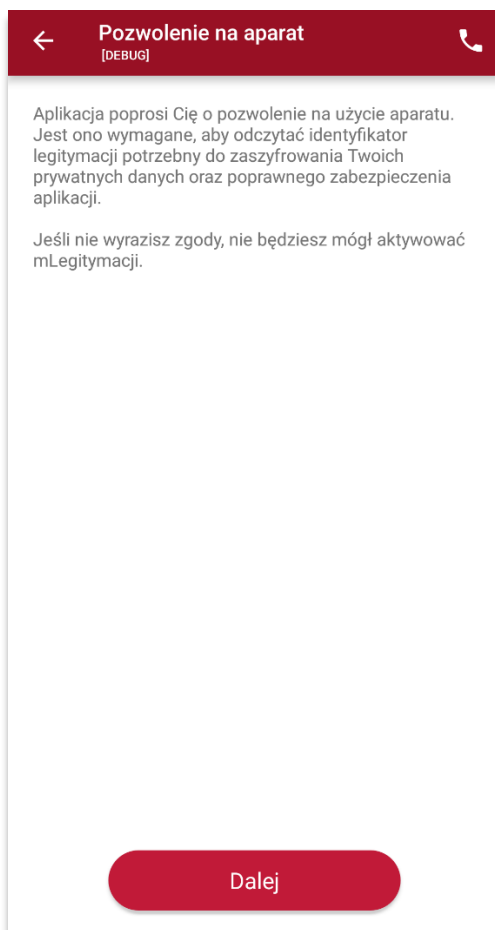 Pozwolenie na aparat
[DEBUG]
Aplikacja poprosi Cię o pozwolenie na użycie aparatu.
Jest ono wymagane, aby odczytać identyfikator
legitymacji potrzebny do zaszyfrowania Twoich
prywatnych danych oraz poprawnego zabezpieczenia
aplikacji.
Jeśli nie wyrazisz zgody, nie będziesz mógł aktywować
mLegitymacji.
Dalej